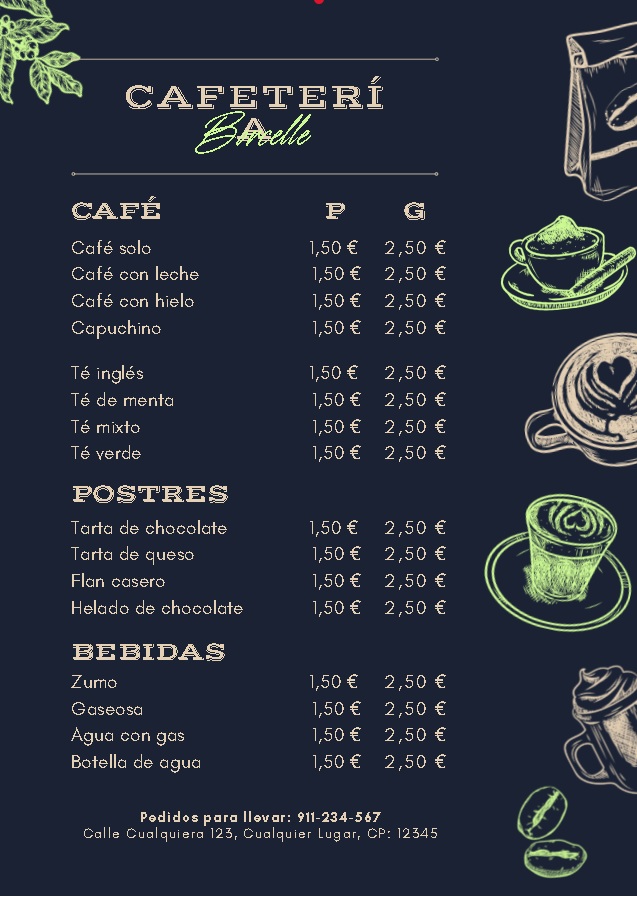 CAFETERÍ
A
Borcelle
CAFÉ P G
Café solo 1,50 € 2,50 €
Café con leche 1,50 € 2,50 €
Café con hielo 1,50 € 2,50 €
Capuchino 1,50 € 2,50 €
Té inglés 1,50 € 2,50 €
Té de menta 1,50 € 2,50 €
Té mixto 1,50 € 2,50 €
Té verde 1,50 € 2,50 €
POSTRES
Tarta de chocolate 1,50 € 2,50 €
Tarta de queso 1,50 € 2,50 €
Flan casero 1,50 € 2,50 €
Helado de chocolate 1,50 € 2,50 €
BEBIDAS
Zumo 1,50 € 2,50 €
Gaseosa 1,50 € 2,50 €
Agua con gas 1,50 € 2,50 €
Botella de agua 1,50 € 2,50 €
Pedidos para llevar: 911-234-567
Calle Cualquiera 123, Cualquier Lugar, CP: 12345